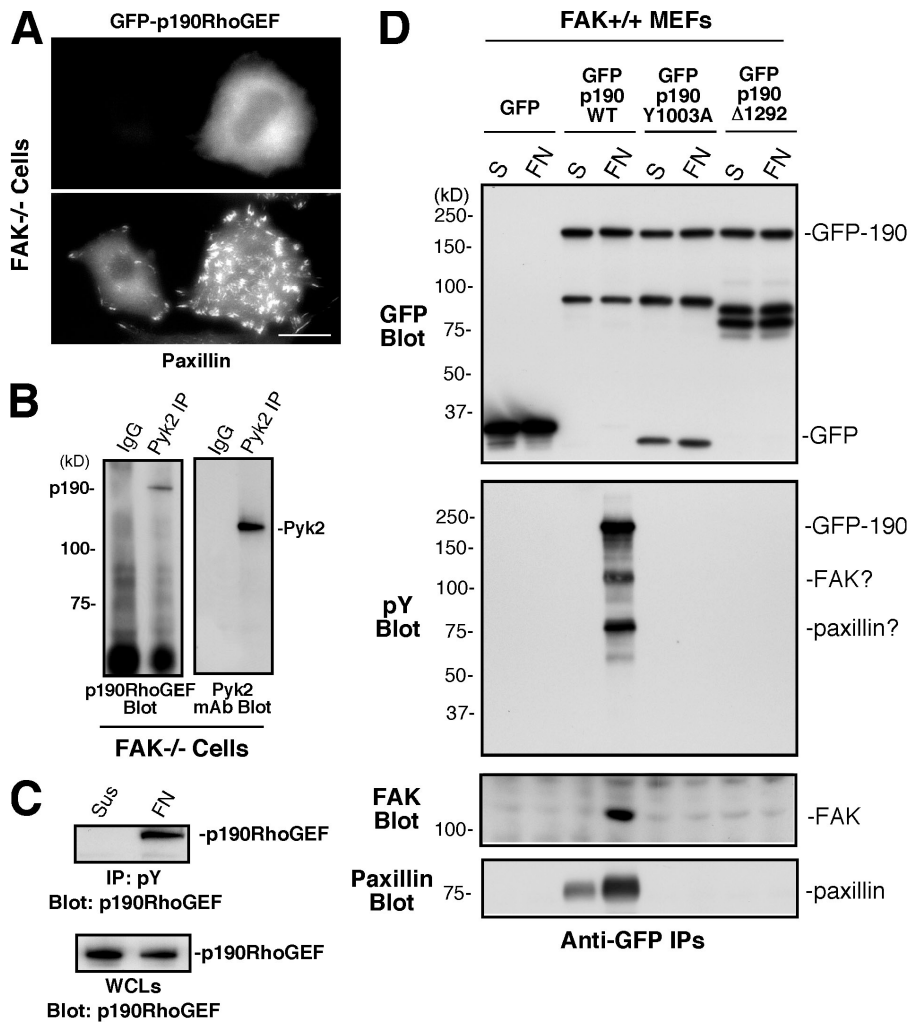 A
GFP-p190RhoGEF
FAK-/- Cells
Paxillin
B
IgG
Pyk2 IP
IgG
Pyk2 IP
(kD)
p190-
100-
75-
-Pyk2
p190RhoGEF
Blot
Pyk2
mAb Blot
FAK-/- Cells
C
Sus
FN
-p190RhoGEF
IP: pY
Blot: p190RhoGEF
-p190RhoGEF
WCLs
Blot: p190RhoGEF
D
FAK+/+ MEFs
GFP
GFP
p190
WT
GFP
p190
Y1003A
GFP
p190
Δ1292
S
FN
S
FN
S
FN
S
FN
(kD)
250-
150-
100-
75-
50-
37-
GFP
Blot
-GFP-190
-GFP
250-
150-
100-
75-
50-
37-
pY
Blot
-GFP-190
-FAK?
-paxillin?
FAK
Blot
100-
-FAK
Paxillin
Blot
75-
-paxillin
Anti-GFP IPs